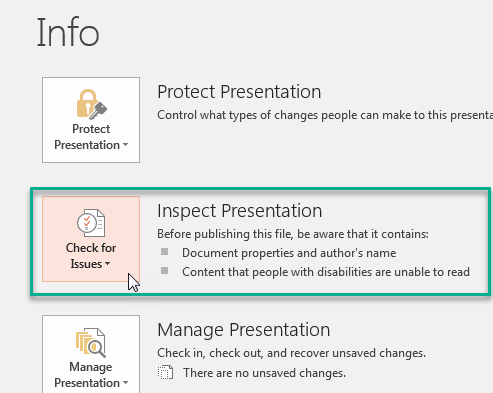 Info
Protect
Presentation
Protect Presentation
Control what types of changes people can make to this presenta
Check for
Issues
Inspect Presentation
Before publishing this file, be aware that it contains:
Document properties and author's name
Content that people with disabilities are unable to read
Manage
Presentation
Manage Presentation
Check in, check out, and recover unsaved changes.
There are no unsaved changes.